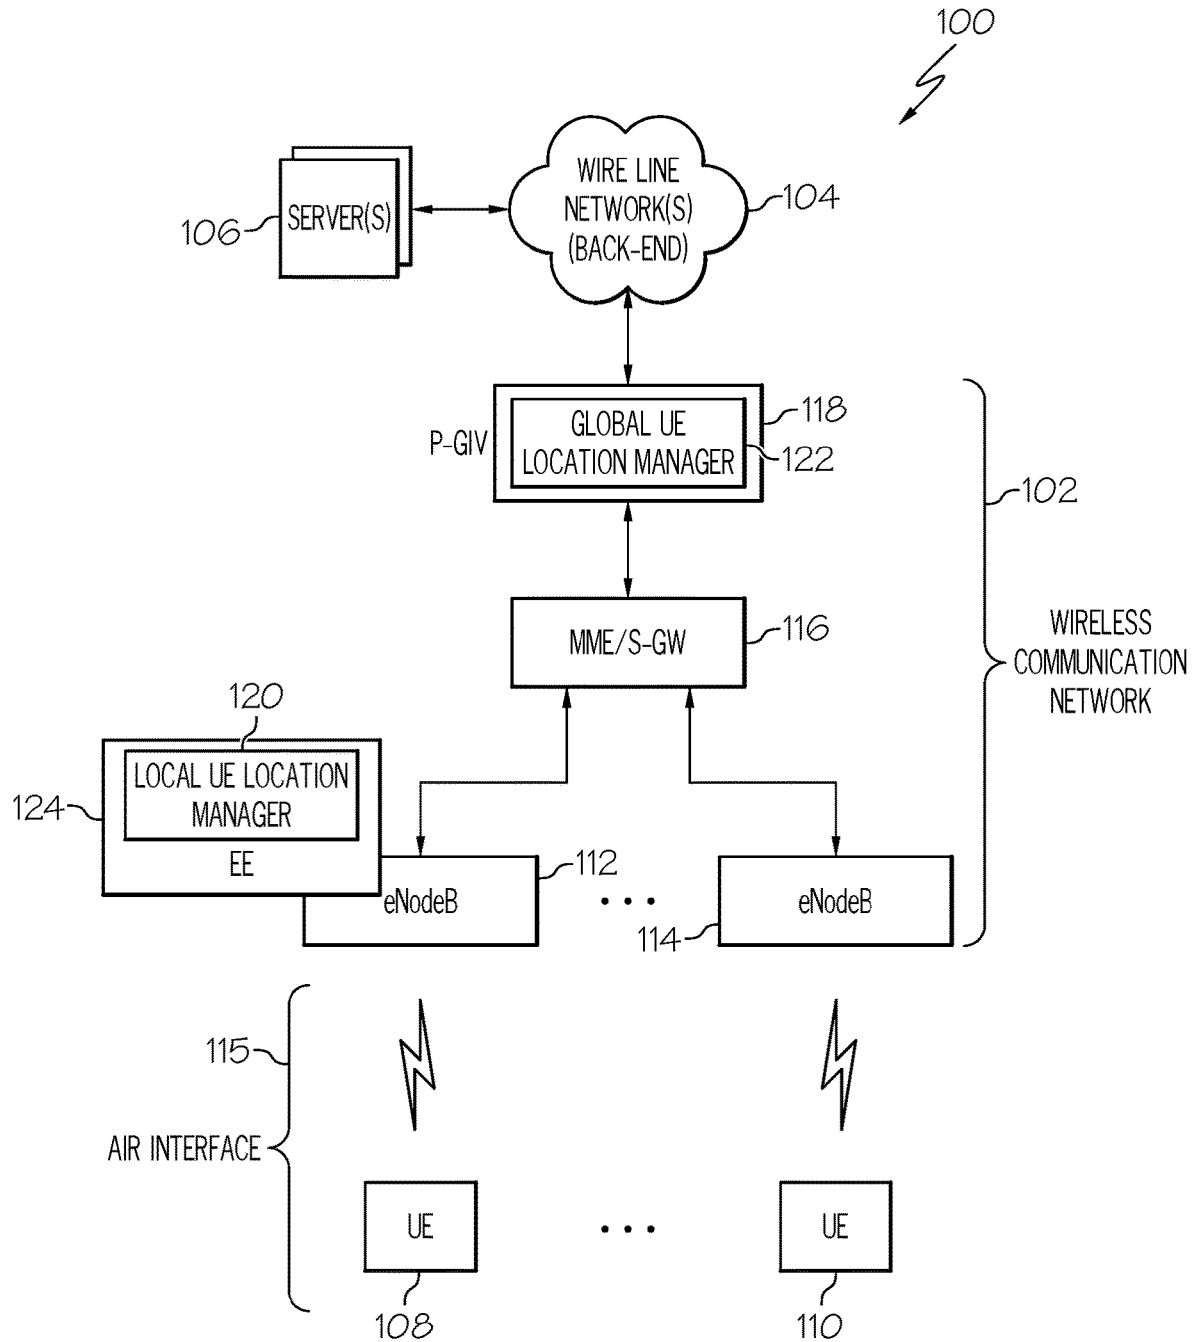 100
WIRE LINE
NETWORK(S)
(BACK-END)
104
SERVER(S)
106
P-GIV
GLOBAL UE
LOCATION MANAGER
118
122
102
MME/S-GW
116
WIRELESS
COMMUNICATION
NETWORK
120
LOCAL UE LOCATION
MANAGER
124
EE
eNodeB
112
• • •
eNodeB
114
115
AIR INTERFACE
UE
• • •
UE
108
110